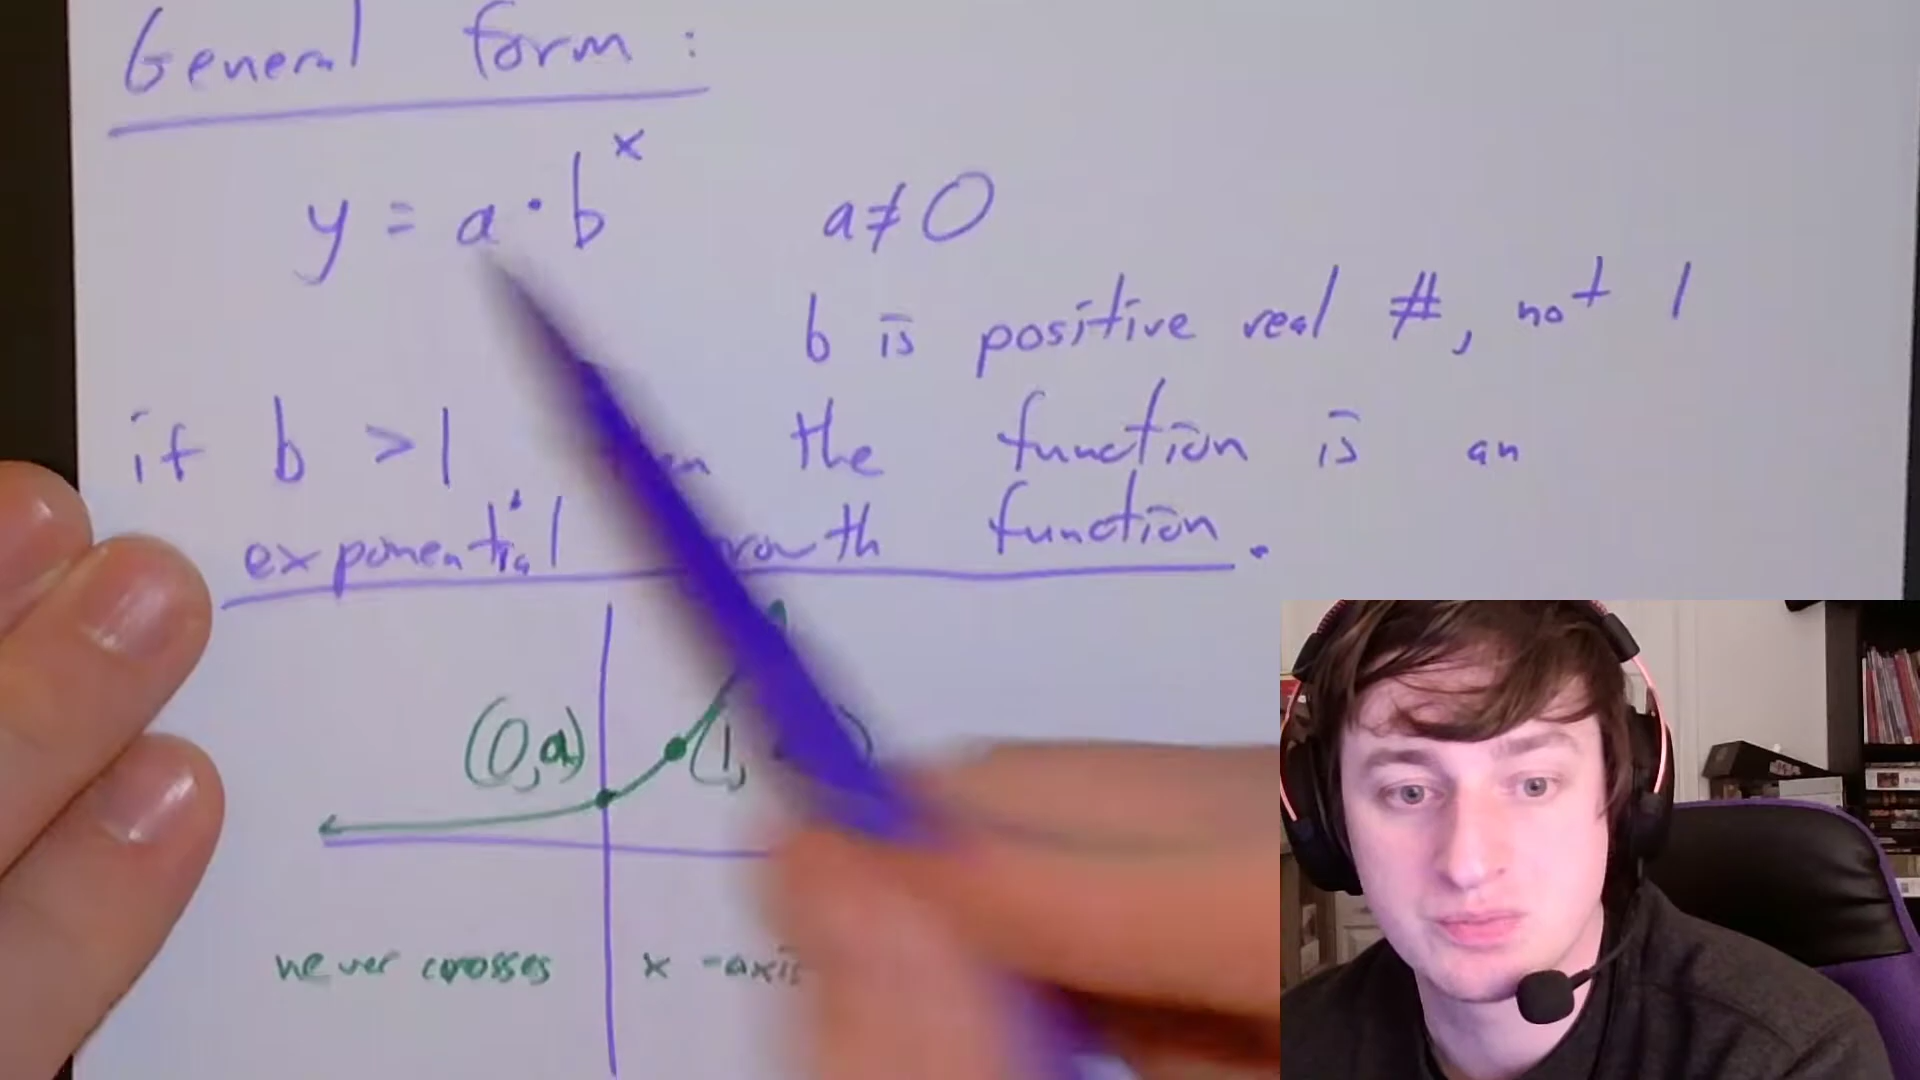 General form:
y = a · b^x
a ≠ 0
b is positive real #, not 1
if b > 1 the function is an
exponential function.
(0,a)
(1,
never crosses x-axis